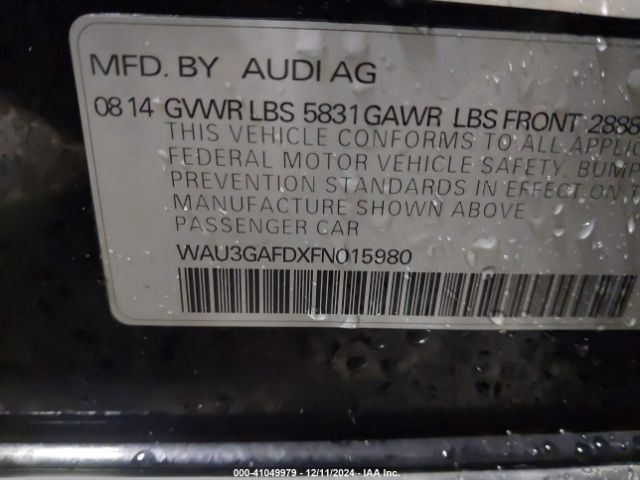 MFD. BY AUDI AG
08 14 GVWR LBS 5831 GAWR LBS FRONT 2888
THIS VEHICLE CONFORMS TO ALL
FEDERAL MOTOR VEHICLE SAFETY,
PREVENTION STANDARDS IN EFFECT ON
MANUFACTURE SHOWN ABOVE
PASSENGER CAR
WAU3GAFDXFN015980
000-41049979 - 12/11/2024 - IAA Inc.